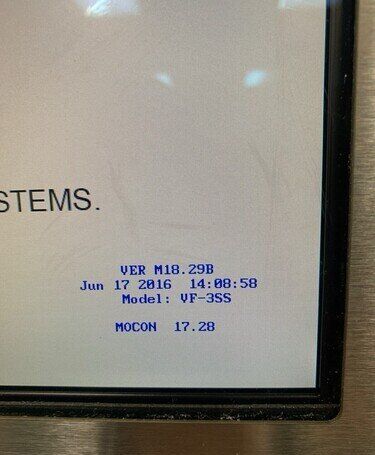 STEMS.
VER M18.29B
Jun 17 2016 14:08:58
Model: VF-3SS
MOCON 17.28